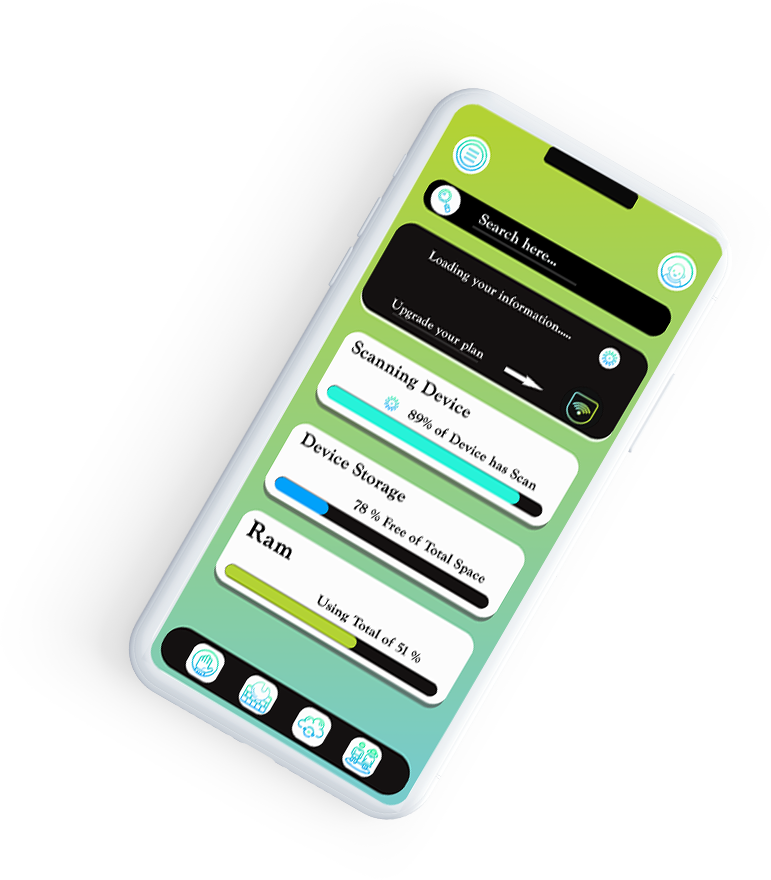 Search here...
Loading your information.....
Upgrade your plan
Scanning Device
89% of Device has Scan
Device Storage
78 % Free of Total Space
Ram
Using Total of 51 %